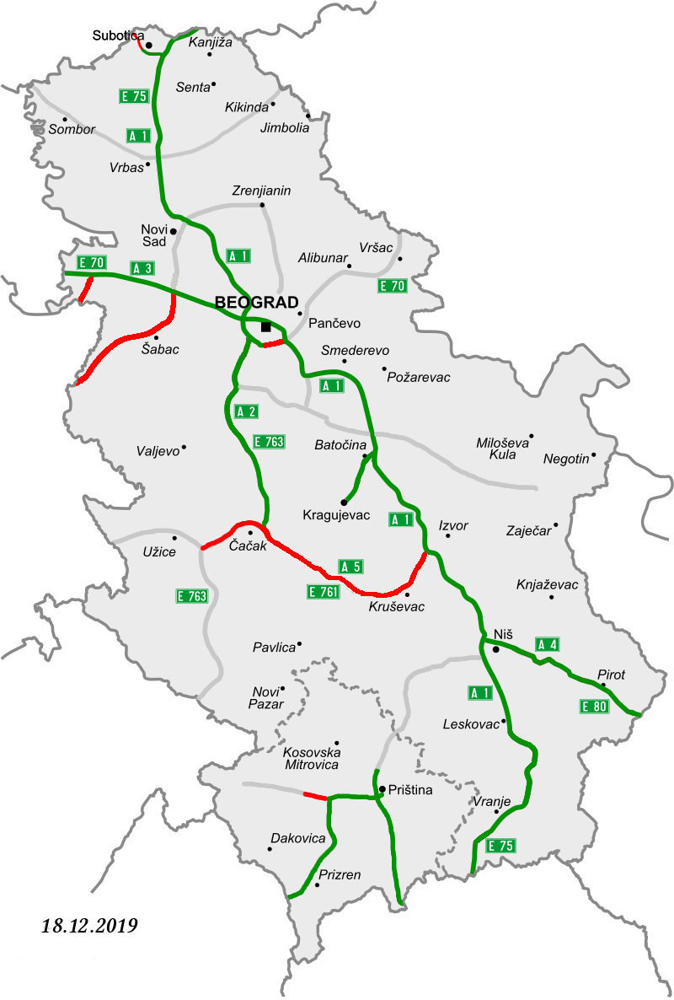 Subotica
Kanjiža
E 75
Senta
Kikinda
Sombor
A 1
Jimbolia
Vrbas
Zrenjianin
Novi
Sad
E 70
A 3
A 1
Alibunar
Vršac
E 70
BEOGRAD
Pančevo
Šabac
Smederevo
Požarevac
A 1
A 2
E 763
Valjevo
Batočina
Miloševa
Kula
Negotin
Kragujevac
A 1
Izvor
Zaječar
Užice
Čačak
A 5
E 761
E 763
Kruševac
Knjaževac
Pavlica
Niš
A 4
Novi
Pazar
A 1
Pirot
E 80
Leskovac
Kosovska
Mitrovica
Priština
Vranje
Dakovica
E 75
Prizren
18.12.2019